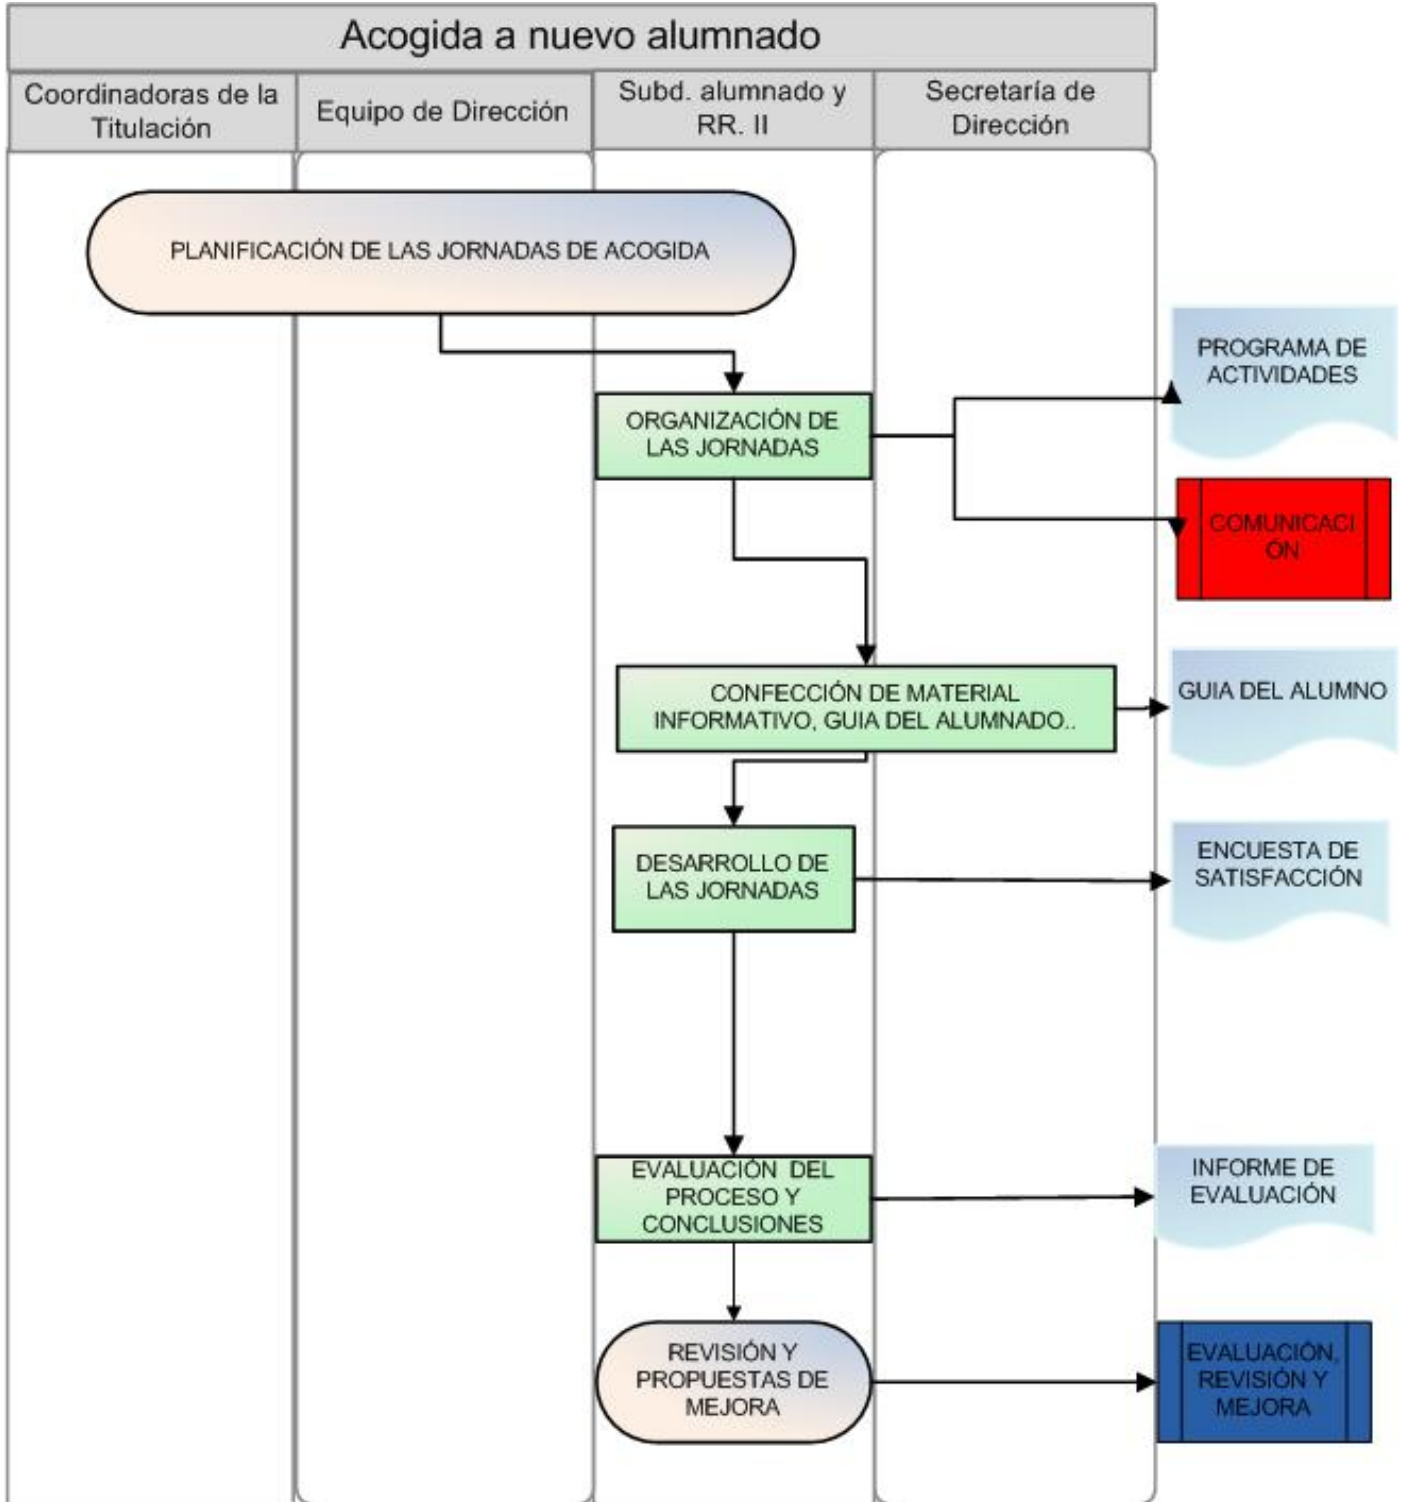 Acogida a nuevo alumnado
Coordinadoras de la
Titulación
Equipo de Dirección
Subd. alumnado y
RR. II
Secretaría de
Dirección
PLANIFICACIÓN DE LAS JORNADAS DE ACOGIDA
PROGRAMA DE
ACTIVIDADES
ORGANIZACIÓN DE
LAS JORNADAS
COMUNICACI
ÓN
CONFECCIÓN DE MATERIAL
INFORMATIVO, GUIA DEL ALUMNADO..
GUIA DEL ALUMNO
DESARROLLO DE
LAS JORNADAS
ENCUESTA DE
SATISFACCIÓN
EVALUACIÓN DEL
PROCESO Y
CONCLUSIONES
INFORME DE
EVALUACIÓN
REVISIÓN Y
PROPUESTAS DE
MEJORA
EVALUACIÓN,
REVISIÓN Y
MEJORA